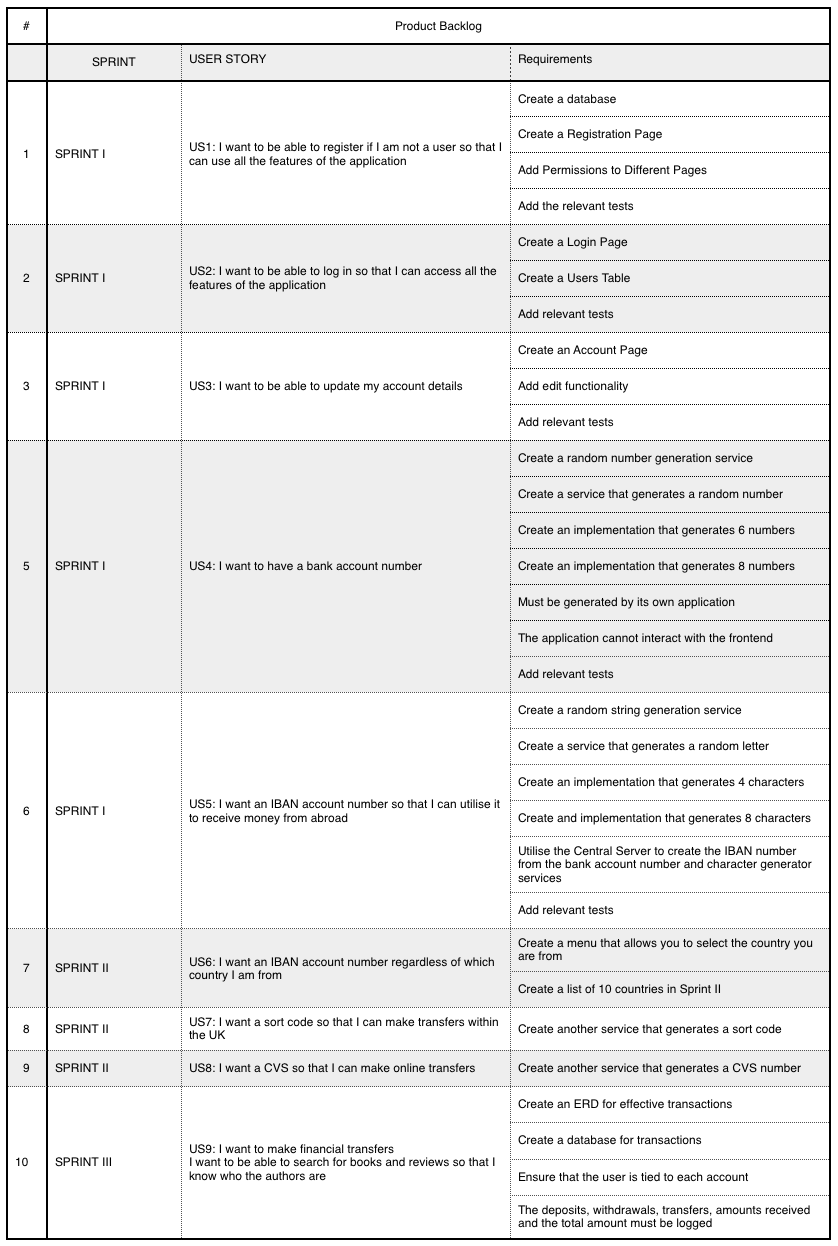 #
Product Backlog
SPRINT
USER STORY
Requirements
1
SPRINT I
US1: I want to be able to register if I am not a user so that I
can use all the features of the application
Create a database
Create a Registration Page
Add Permissions to Different Pages
Add the relevant tests
2
SPRINT I
US2: I want to be able to log in so that I can access all the
features of the application
Create a Login Page
Create a Users Table
Add relevant tests
3
SPRINT I
US3: I want to be able to update my account details
Create an Account Page
Add edit functionality
Add relevant tests
5
SPRINT I
US4: I want to have a bank account number
Create a random number generation service
Create a service that generates a random number
Create an implementation that generates 6 numbers
Create an implementation that generates 8 numbers
Must be generated by its own application
The application cannot interact with the frontend
Add relevant tests
6
SPRINT I
US5: I want an IBAN account number so that I can utilise it
to receive money from abroad
Create a random string generation service
Create a service that generates a random letter
Create an implementation that generates 4 characters
Create and implementation that generates 8 characters
Utilise the Central Server to create the IBAN number
from the bank account number and character generator
services
Add relevant tests
7
SPRINT II
US6: I want an IBAN account number regardless of which
country I am from
Create a menu that allows you to select the country you
are from
Create a list of 10 countries in Sprint II
8
SPRINT II
US7: I want a sort code so that I can make transfers within
the UK
Create another service that generates a sort code
9
SPRINT II
US8: I want a CVS so that I can make online transfers
Create another service that generates a CVS number
10
SPRINT III
US9: I want to make financial transfers
I want to be able to search for books and reviews so that I
know who the authors are
Create an ERD for effective transactions
Create a database for transactions
Ensure that the user is tied to each account
The deposits, withdrawals, transfers, amounts received
and the total amount must be logged